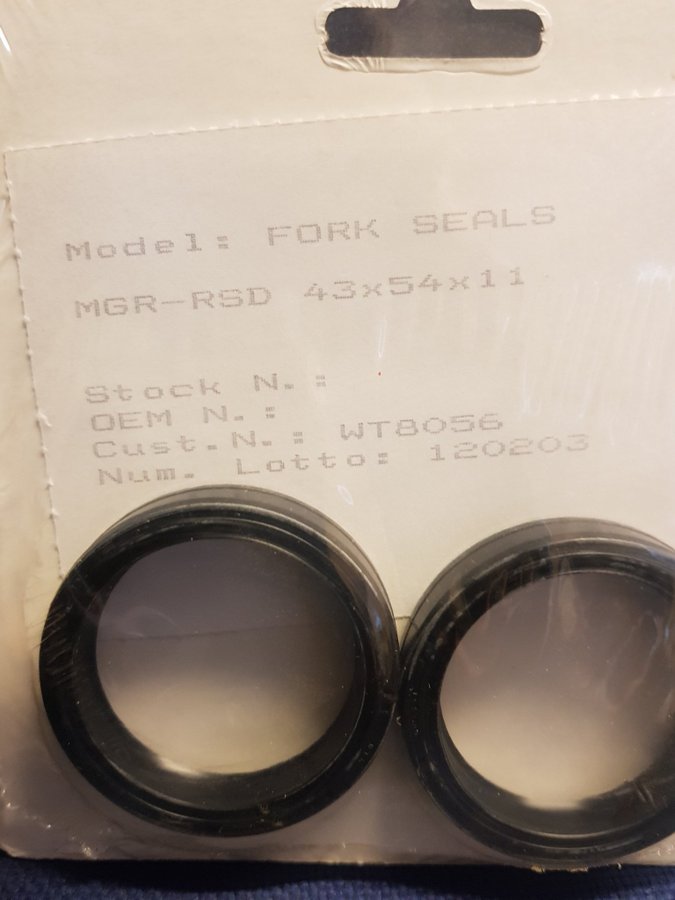 Model: FORK SEALS
MGR-RSD 43x54x11
Stock N.:
OEM N.:
Cust.N.: WT8056
Num. Lotto: 120203